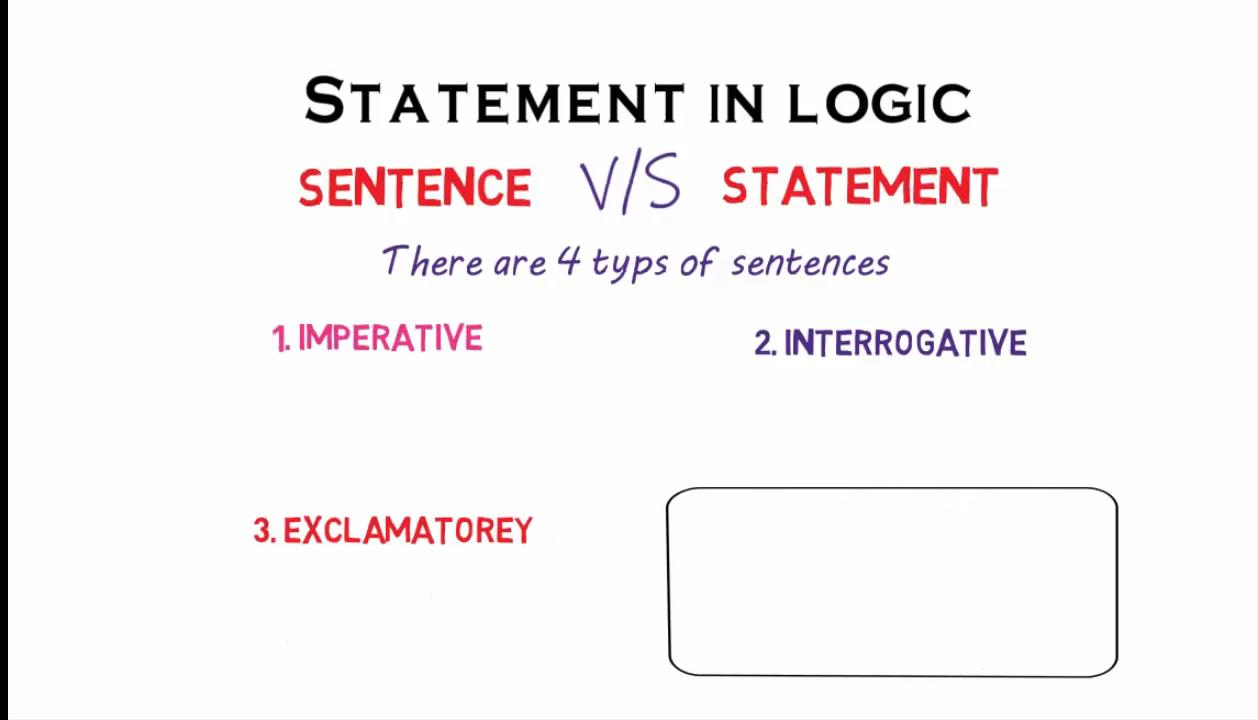 STATEMENT IN LOGIC
SENTENCE V/S STATEMENT
There are 4 typs of sentences
1. IMPERATIVE
2. INTERROGATIVE
3. EXCLAMATOREY